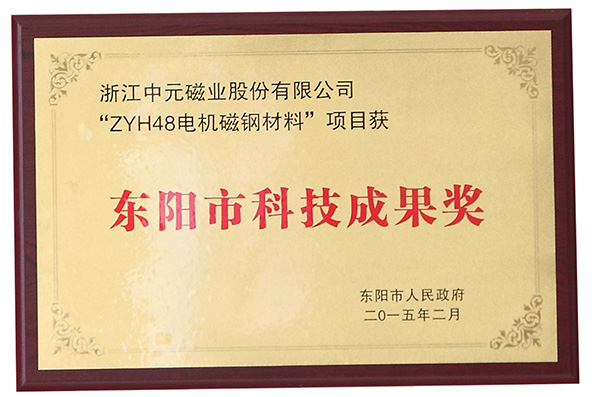 浙江中元磁业股份有限公司
“ZYH48电机磁钢材料”项目获
东阳市科技成果奖
东阳市人民政府
二〇一五年二月